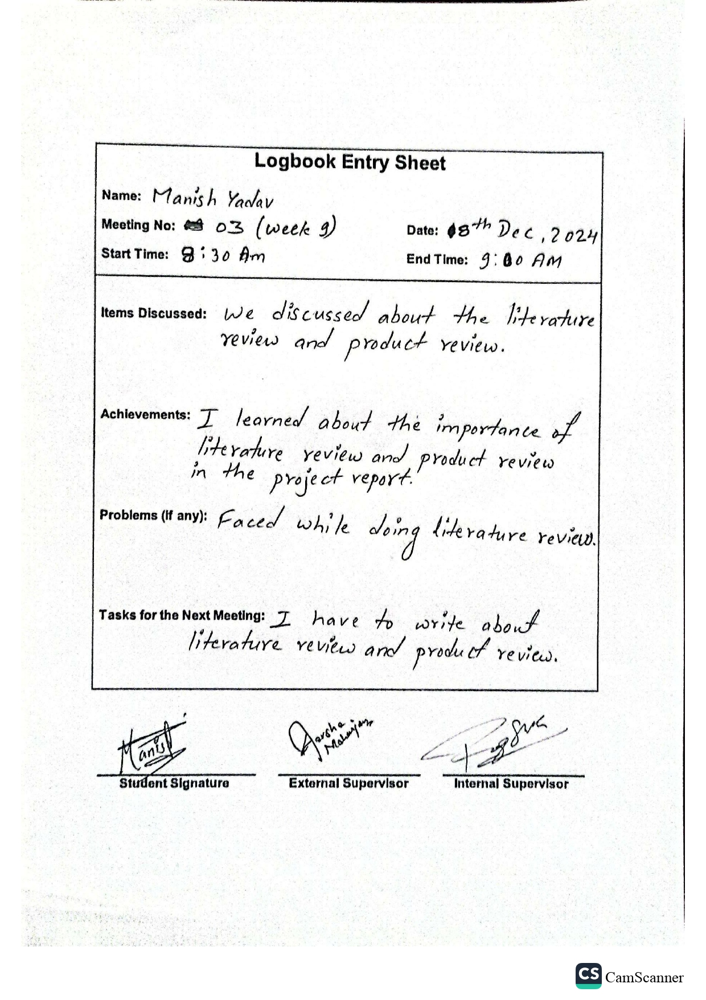 Logbook Entry Sheet
Name: Manish Yadav
Meeting No: 03 (week 9)
Date: 18th Dec, 2024
Start Time: 8:30 Am
End Time: 9:00 AM
Items Discussed: We discussed about the literature
review and product review.
Achievements: I learned about the importance of
literature review and product review
in the project report.
Problems (If any): Faced while doing literature review.
Tasks for the Next Meeting: I have to write about
literature review and product review.
Manish
Maharjan
Student Signature
External Supervisor
Internal Supervisor
CS CamScanner